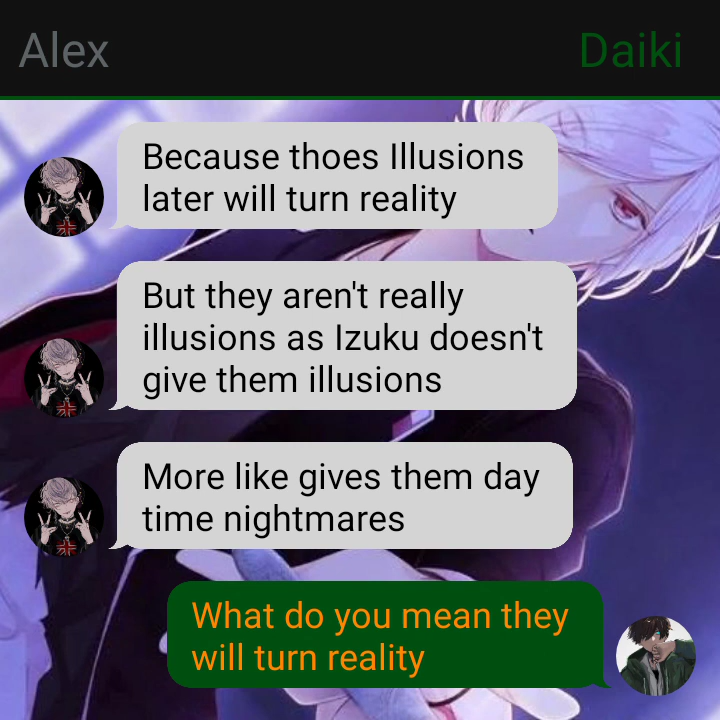 Alex
Daiki
Because thoes Illusions
later will turn reality
But they aren't really
illusions as Izuku doesn't
give them illusions
More like gives them day
time nightmares
What do you mean they
will turn reality